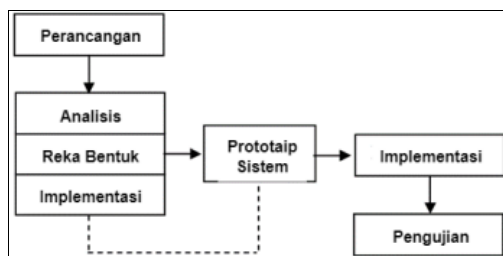 Perancangan
Analisis
Reka Bentuk
Implementasi
Prototaip
Sistem
Implementasi
Pengujian